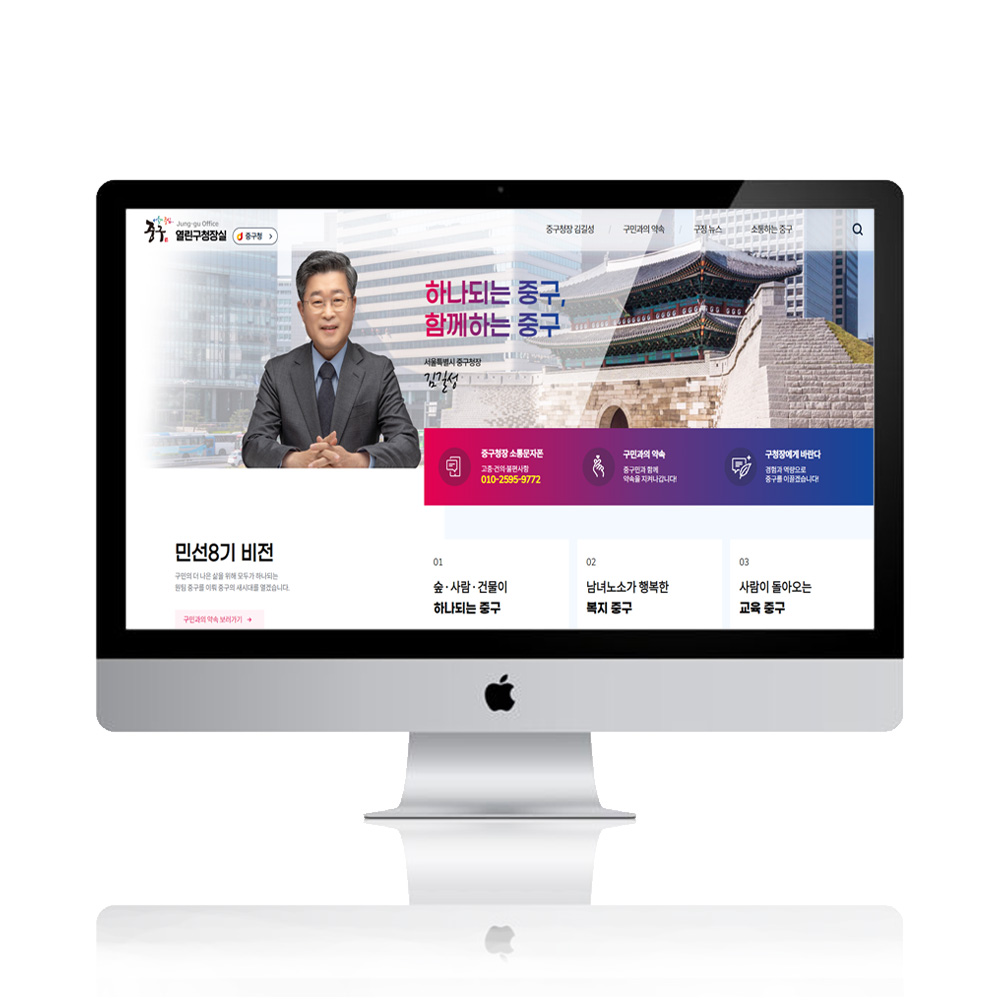 중구
Jung-gu Office
열린구청장실
중구청
중구청장 김길성
구민과의 약속
구정 뉴스
소통하는 중구
하나되는 중구,
함께하는 중구
서울특별시 중구청장
김길성
중구청장 소통문자폰
고충·건의·불편사항
010-2595-9772
구민과의 약속
중구민과 함께
약속을 지켜나갑니다!
구청장에게 바란다
경험과 역량으로
중구를 이끌겠습니다!
민선8기 비전
구민의 더 나은 삶을 위해 모두가 하나되는
원팀 중구를 이뤄 중구의 새시대를 열겠습니다.
구민과의 약속 보러가기
01
숲·사람·건물이
하나되는 중구
02
남녀노소가 행복한
복지 중구
03
사람이 돌아오는
교육 중구